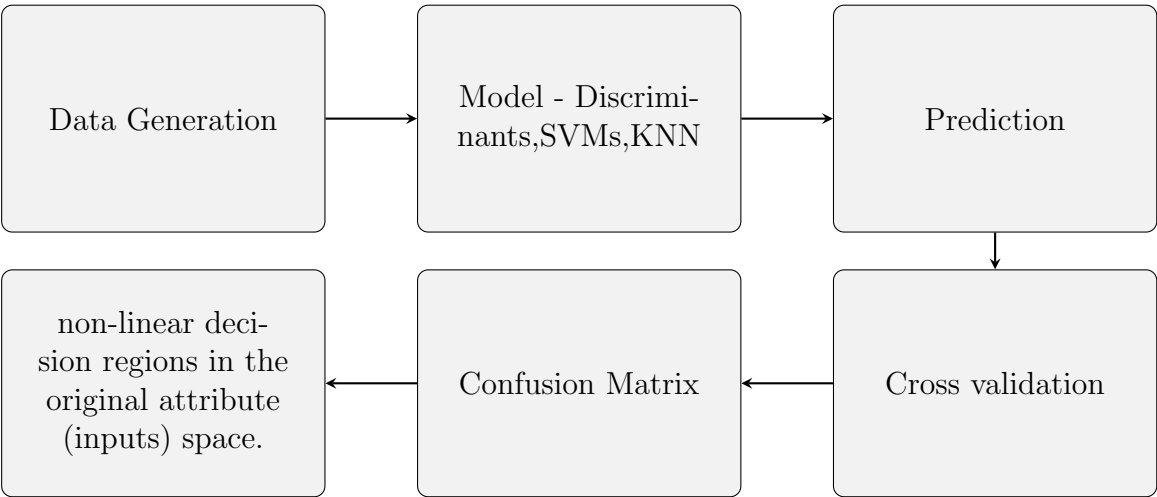 Data Generation
Model - Discrimi-
nants,SVMs,KNN
Prediction
non-linear deci-
sion regions in the
original attribute
(inputs) space.
Confusion Matrix
Cross validation